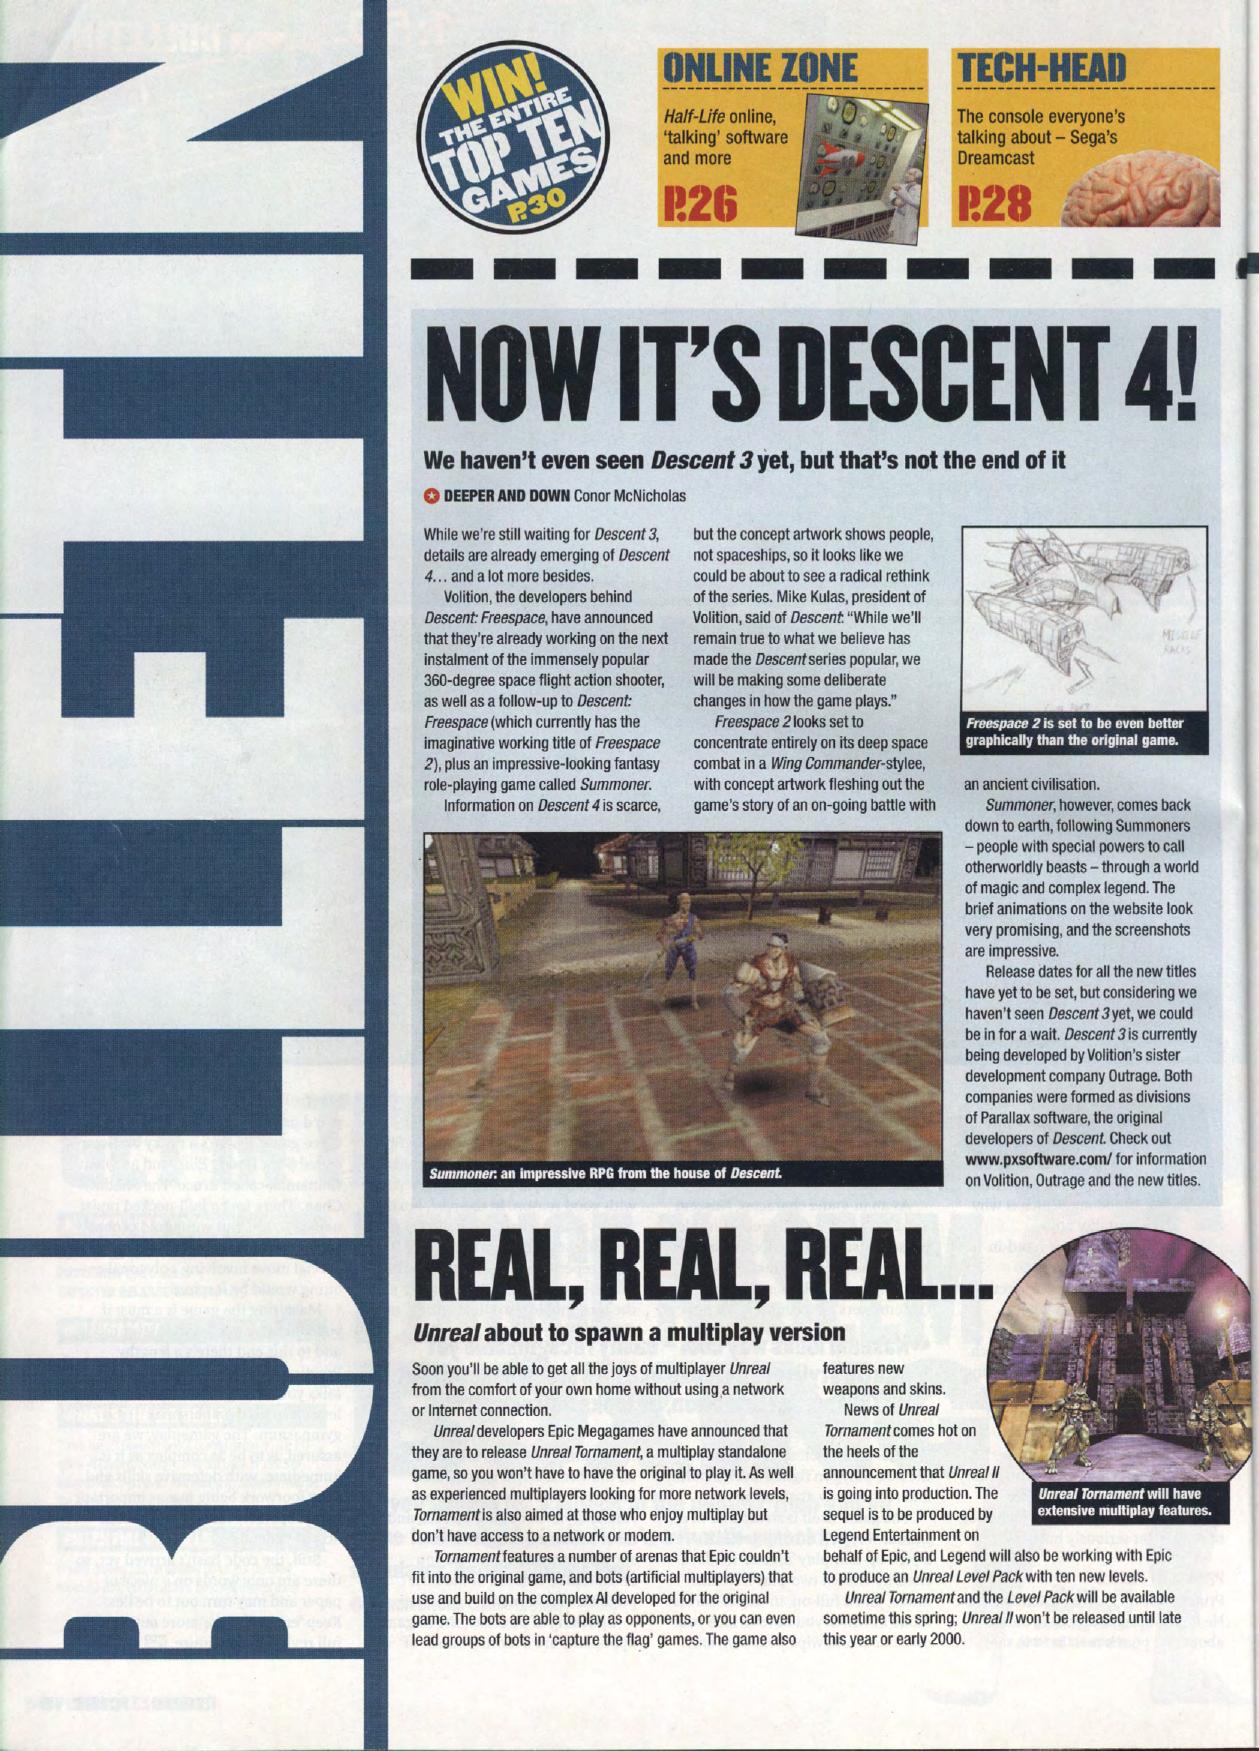 BULLETIN
WIN!
THE ENTIRE
TOP TEN
GAMES
P.30
ONLINE ZONE
Half-Life online,
'talking' software
and more
P.26
TECH-HEAD
The console everyone's
talking about – Sega's
Dreamcast
P.28
NOW IT'S DESCENT 4!
We haven't even seen Descent 3 yet, but that's not the end of it
DEEPER AND DOWN Conor McNicholas
While we're still waiting for Descent 3,
details are already emerging of Descent
4... and a lot more besides.
Volition, the developers behind
Descent: Freespace, have announced
that they're already working on the next
instalment of the immensely popular
360-degree space flight action shooter,
as well as a follow-up to Descent:
Freespace (which currently has the
imaginative working title of Freespace
2), plus an impressive-looking fantasy
role-playing game called Summoner.
Information on Descent 4 is scarce,
but the concept artwork shows people,
not spaceships, so it looks like we
could be about to see a radical rethink
of the series. Mike Kulas, president of
Volition, said of Descent: "While we'll
remain true to what we believe has
made the Descent series popular, we
will be making some deliberate
changes in how the game plays."
Freespace 2 looks set to
concentrate entirely on its deep space
combat in a Wing Commander-stylee,
with concept artwork fleshing out the
game's story of an on-going battle with
MISSILE
RACKS
Freespace 2 is set to be even better
graphically than the original game.
an ancient civilisation.
Summoner, however, comes back
down to earth, following Summoners
– people with special powers to call
otherworldly beasts – through a world
of magic and complex legend. The
brief animations on the website look
very promising, and the screenshots
are impressive.
Release dates for all the new titles
have yet to be set, but considering we
haven't seen Descent 3 yet, we could
be in for a wait. Descent 3 is currently
being developed by Volition's sister
development company Outrage. Both
companies were formed as divisions
of Parallax software, the original
developers of Descent. Check out
www.pxsoftware.com/ for information
on Volition, Outrage and the new titles.
Summoner: an impressive RPG from the house of Descent.
REAL, REAL, REAL...
Unreal about to spawn a multiplay version
Soon you'll be able to get all the joys of multiplayer Unreal
from the comfort of your own home without using a network
or Internet connection.
Unreal developers Epic Megagames have announced that
they are to release Unreal Tornament, a multiplay standalone
game, so you won't have to have the original to play it. As well
as experienced multiplayers looking for more network levels,
Tornament is also aimed at those who enjoy multiplay but
don't have access to a network or modem.
Tornament features a number of arenas that Epic couldn't
fit into the original game, and bots (artificial multiplayers) that
use and build on the complex AI developed for the original
game. The bots are able to play as opponents, or you can even
lead groups of bots in 'capture the flag' games. The game also
features new
weapons and skins.
News of Unreal
Tornament comes hot on
the heels of the
announcement that Unreal II
is going into production. The
sequel is to be produced by
Legend Entertainment on
behalf of Epic, and Legend will also be working with Epic
to produce an Unreal Level Pack with ten new levels.
Unreal Tornament and the Level Pack will be available
sometime this spring; Unreal II won't be released until late
this year or early 2000.
Unreal Tornament will have
extensive multiplay features.